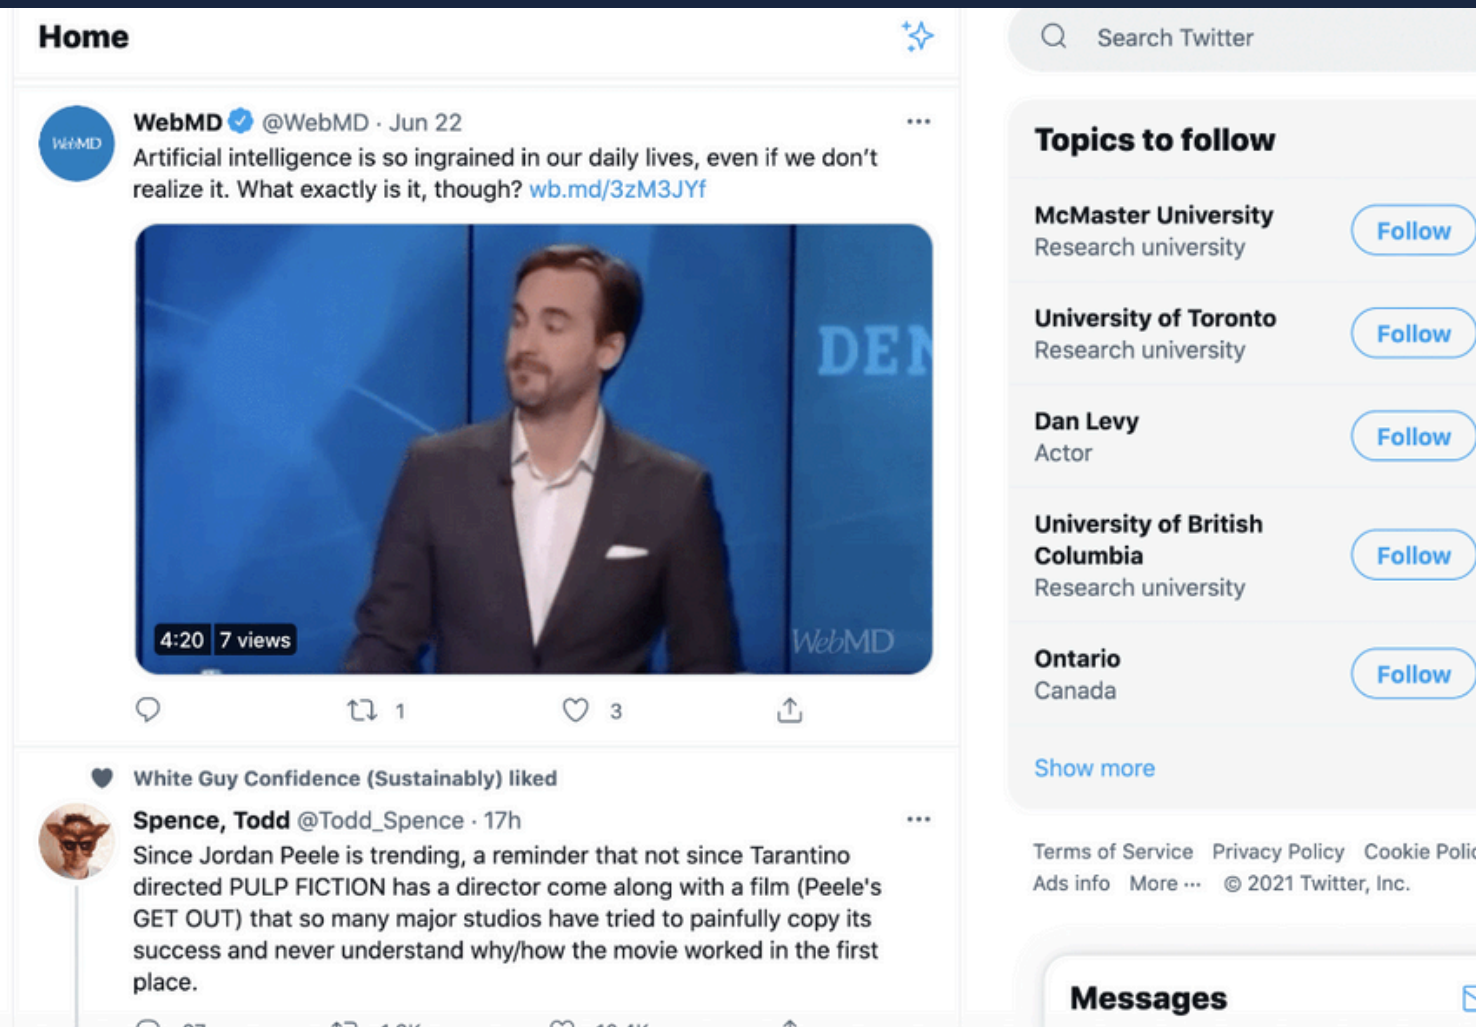 Home
WebMD
WebMD @WebMD · Jun 22
Artificial intelligence is so ingrained in our daily lives, even if we don't
realize it. What exactly is it, though? wb.md/3zM3JYf
DEN
4:20 7 views
WebMD
1 3
White Guy Confidence (Sustainably) liked
Spence, Todd @Todd_Spence · 17h
Since Jordan Peele is trending, a reminder that not since Tarantino
directed PULP FICTION has a director come along with a film (Peele's
GET OUT) that so many major studios have tried to painfully copy its
success and never understand why/how the movie worked in the first
place.
Search Twitter
Topics to follow
McMaster University
Research university
Follow
University of Toronto
Research university
Follow
Dan Levy
Actor
Follow
University of British
Columbia
Research university
Follow
Ontario
Canada
Follow
Show more
Terms of Service Privacy Policy Cookie Polic
Ads info More ··· © 2021 Twitter, Inc.
Messages